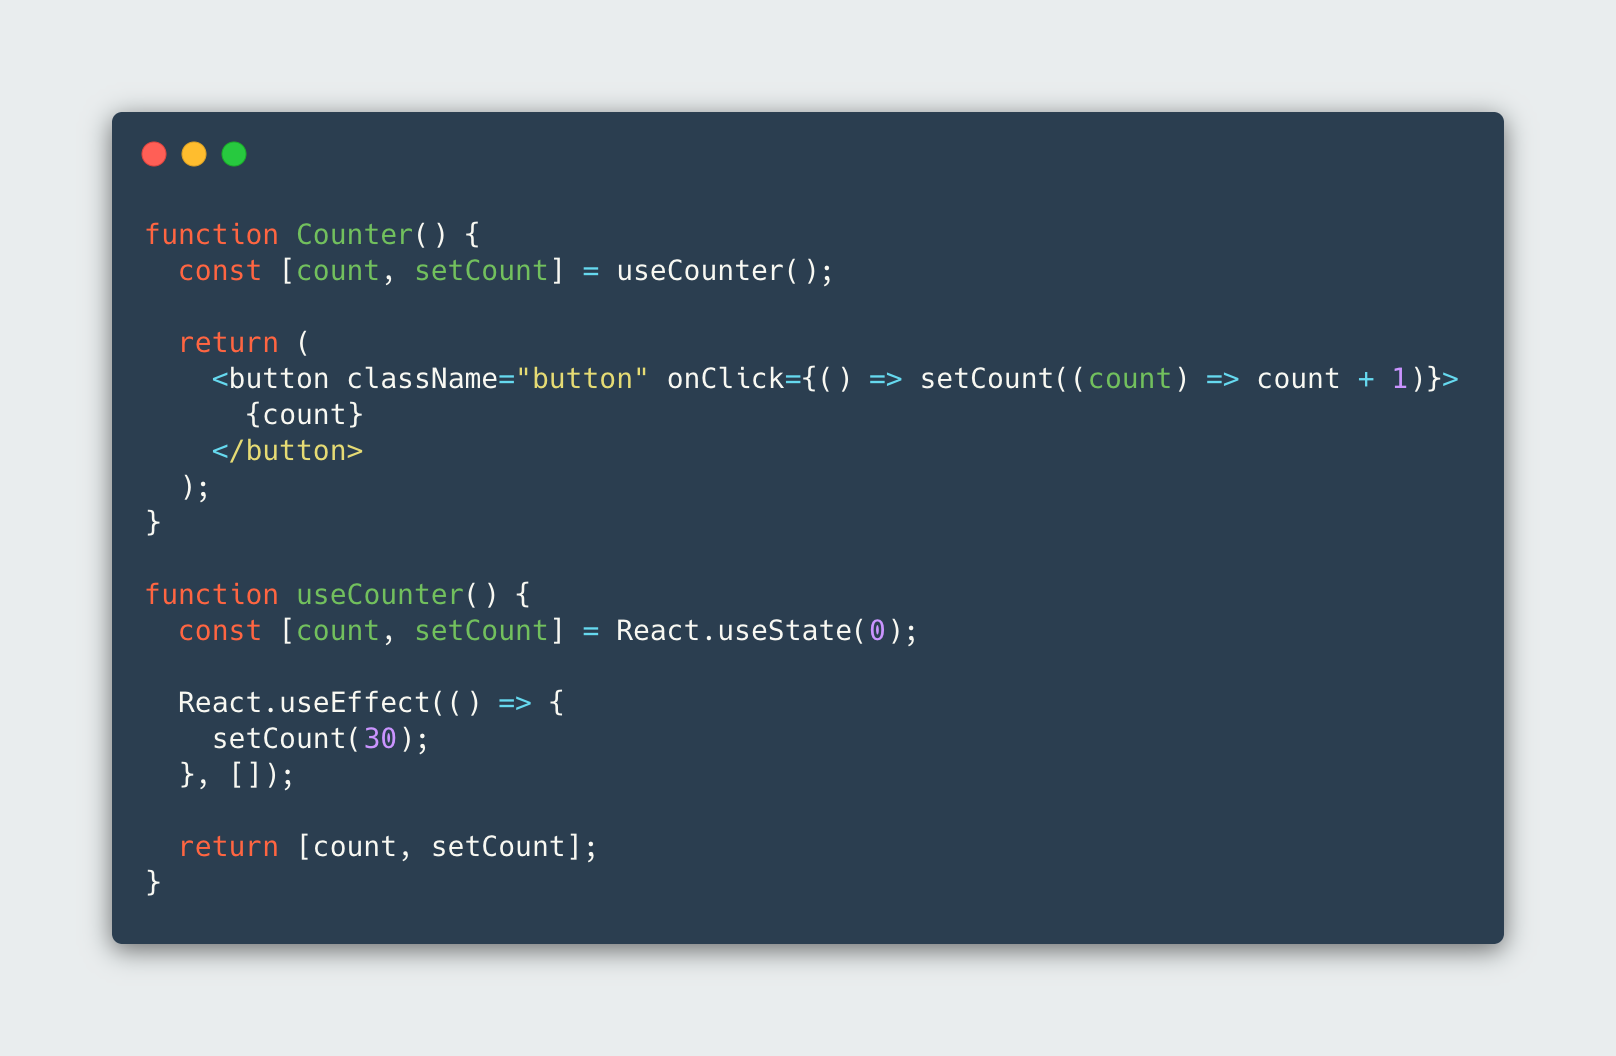 function Counter() {
  const [count, setCount] = useCounter();

  return (
    <button className="button" onClick={() => setCount((count) => count + 1)}>
      {count}
    </button>
  );
}

function useCounter() {
  const [count, setCount] = React.useState(0);

  React.useEffect(() => {
    setCount(30);
  }, []);

  return [count, setCount];
}